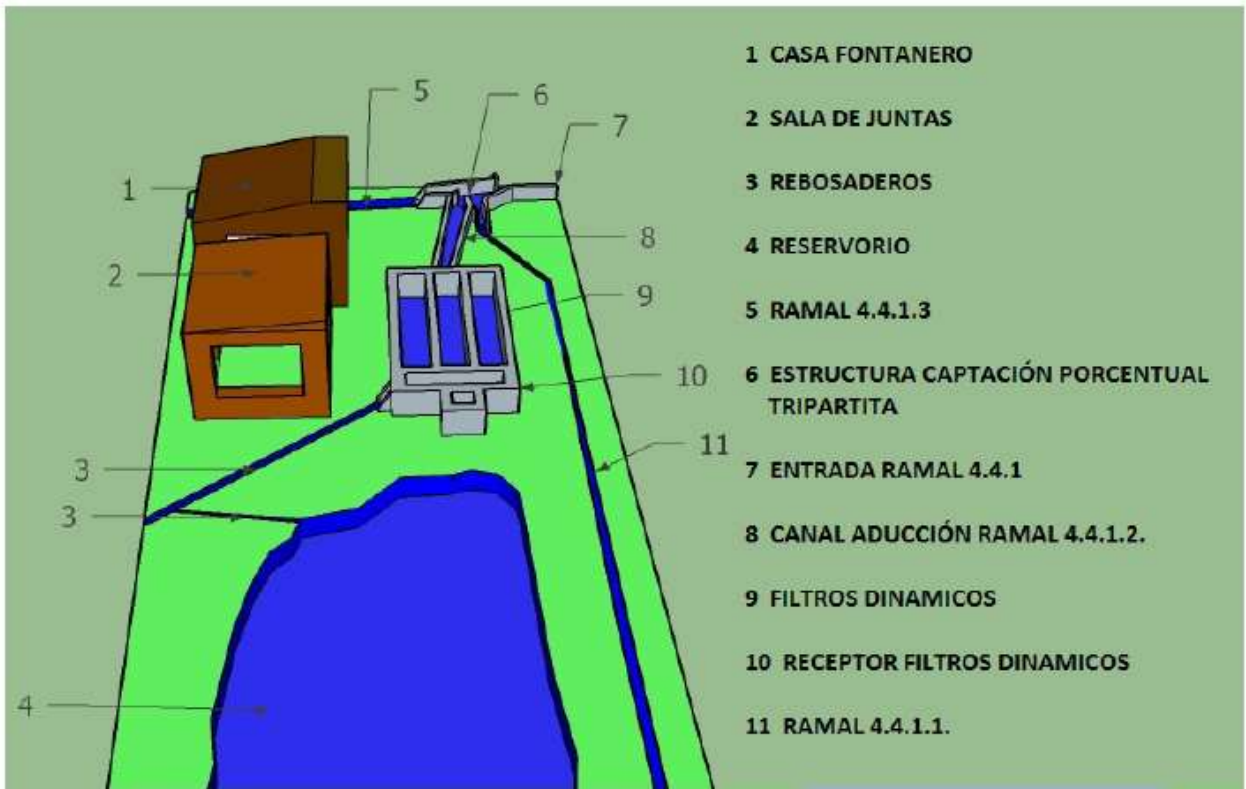 5
6
7
1
8
2
9
10
3
11
3
4
1 CASA FONTANERO
2 SALA DE JUNTAS
3 REBOSADEROS
4 RESERVORIO
5 RAMAL 4.4.1.3
6 ESTRUCTURA CAPTACIÓN PORCENTUAL
TRIPARTITA
7 ENTRADA RAMAL 4.4.1
8 CANAL ADUCCIÓN RAMAL 4.4.1.2.
9 FILTROS DINAMICOS
10 RECEPTOR FILTROS DINAMICOS
11 RAMAL 4.4.1.1.